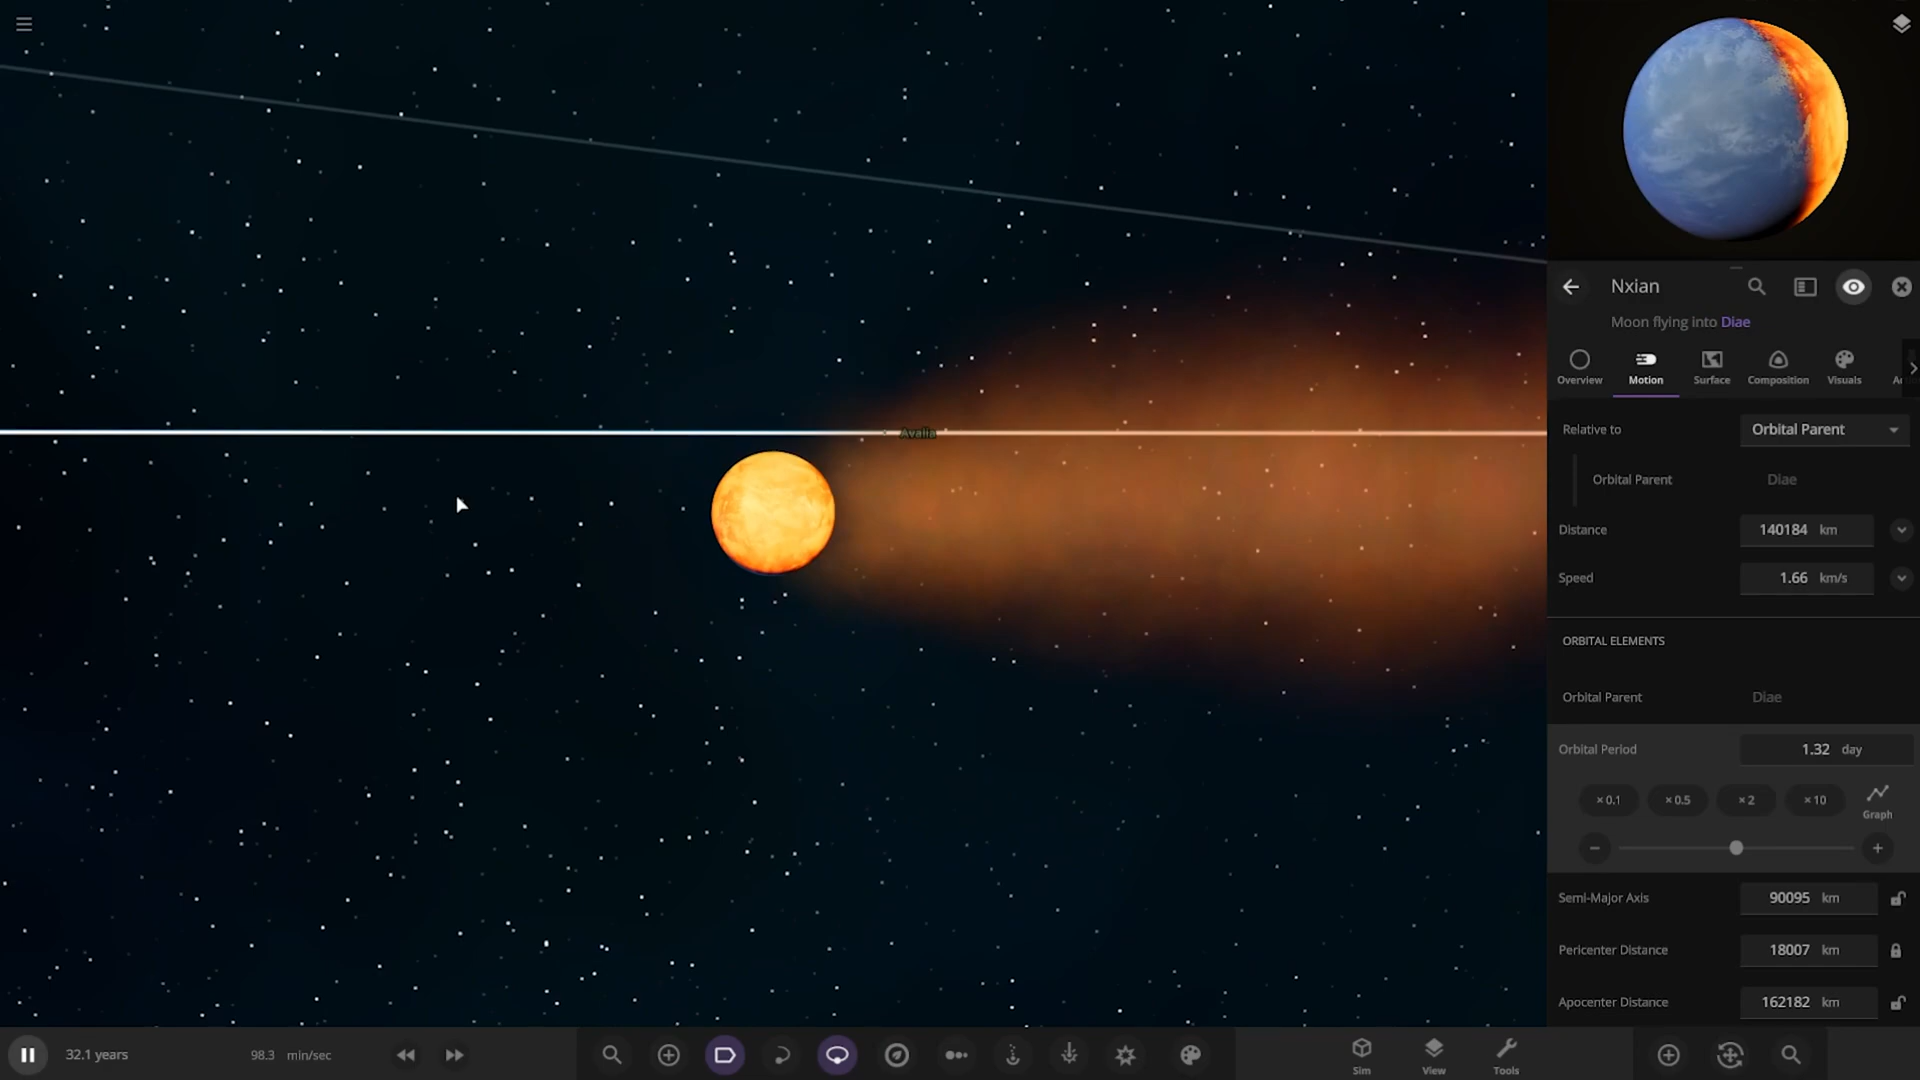 Avalla
Nxian
Moon flying into Diae
Overview
Motion
Surface
Composition
Visuals
Relative to
Orbital Parent
Orbital Parent
Diae
Distance
140184 km
Speed
1.66 km/s
ORBITAL ELEMENTS
Orbital Parent
Diae
Orbital Period
1.32 day
×0.1
×0.5
×2
×10
Graph
Semi-Major Axis
90095 km
Pericenter Distance
18007 km
Apocenter Distance
162182 km
32.1 years
98.3 min/sec
Sim
View
Tools